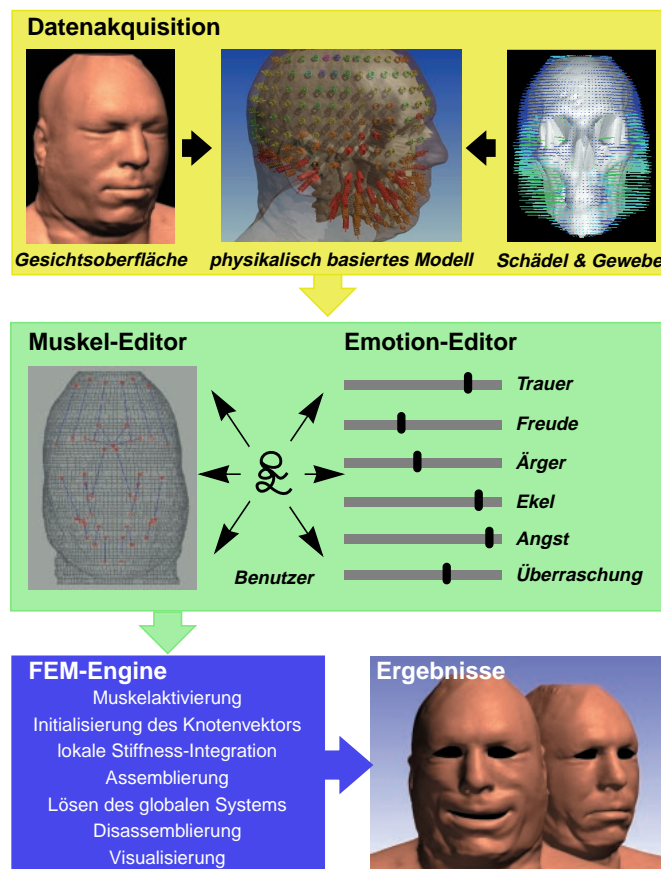 Datenakquisition
Gesichtsoberfläche
physikalisch basiertes Modell
Schädel & Gewebe
Muskel-Editor
Benutzer
Emotion-Editor
Trauer
Freude
Ärger
Ekel
Angst
Überraschung
FEM-Engine
Muskelaktivierung
Initialisierung des Knotenvektors
lokale Stiffness-Integration
Assemblierung
Lösen des globalen Systems
Disassemblierung
Visualisierung
Ergebnisse